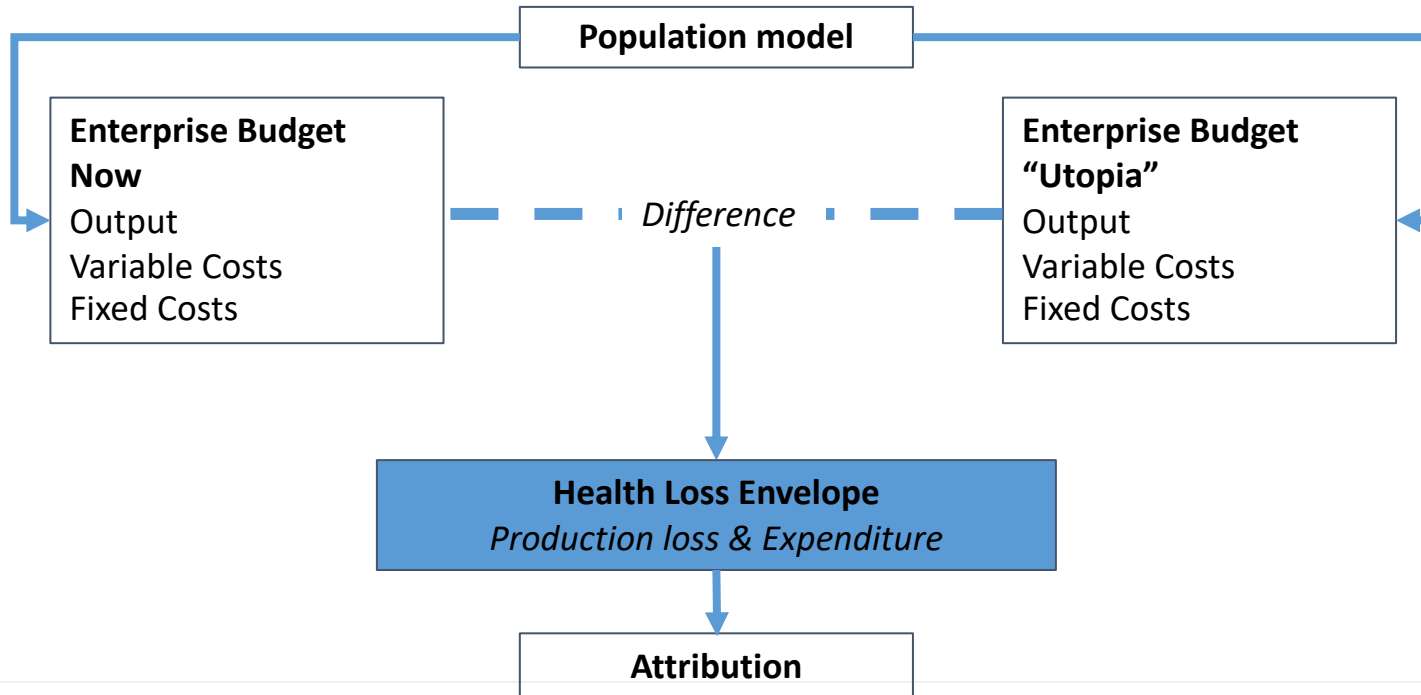 Population model
Enterprise Budget
Now
Output
Variable Costs
Fixed Costs
Difference
Enterprise Budget
“Utopia”
Output
Variable Costs
Fixed Costs
Health Loss Envelope
Production loss & Expenditure
Attribution